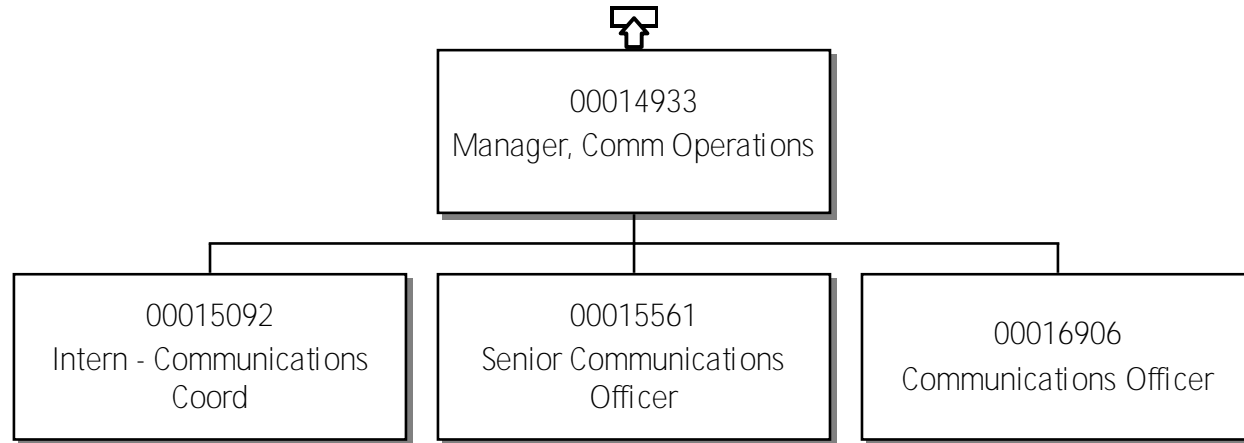 00014933
Manager, Comm Operations
00015092
Intern - Communications
Coord
00015561
Senior Communications
Officer
00016906
Communications Officer